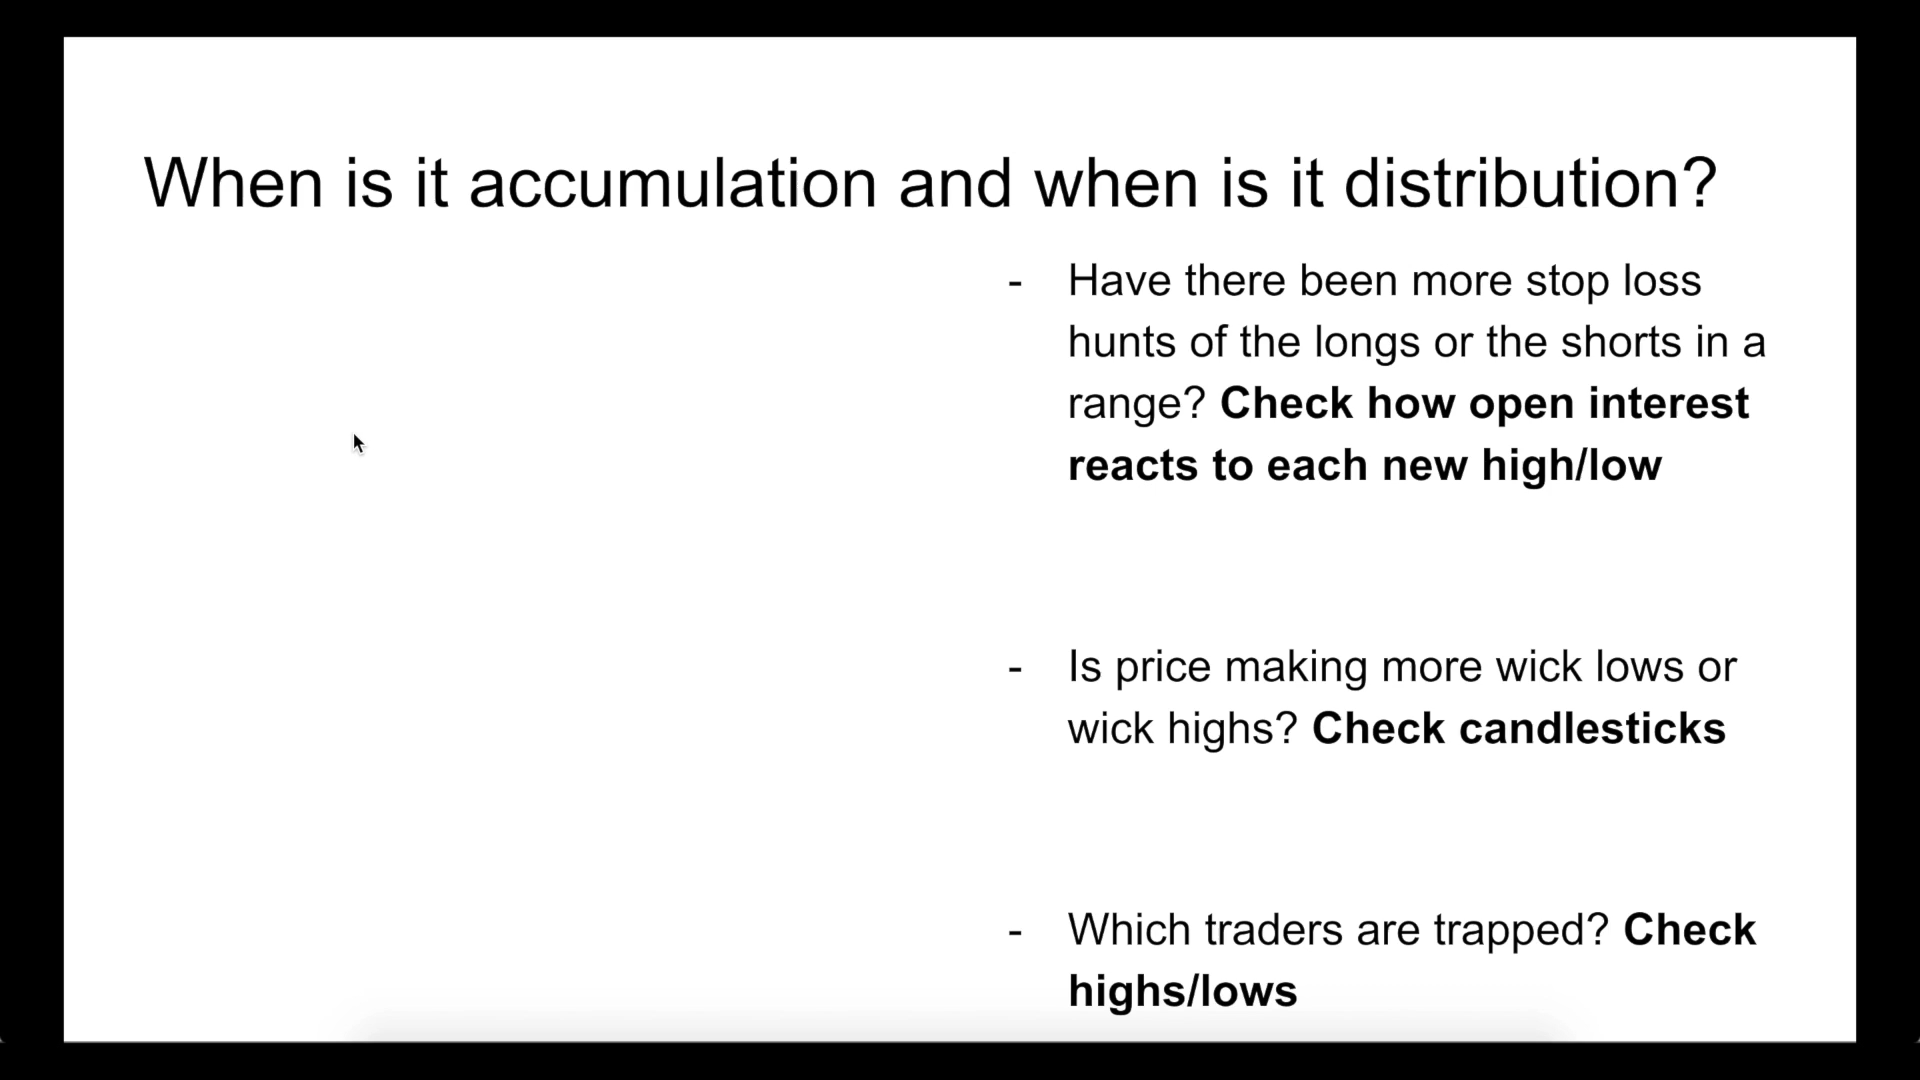 When is it accumulation and when is it distribution?
- Have there been more stop loss
hunts of the longs or the shorts in a
range? Check how open interest
reacts to each new high/low
- Is price making more wick lows or
wick highs? Check candlesticks
- Which traders are trapped? Check
highs/lows